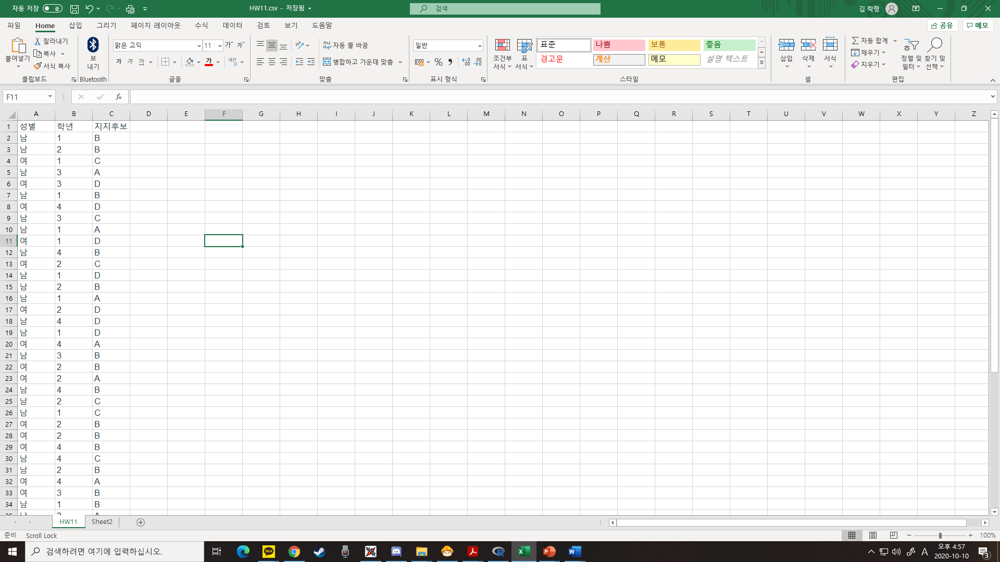 자동 저장 끔 HW11.csv - 저장됨 검색 김 락형
파일 Home 삽입 그리기 페이지 레이아웃 수식 데이터 검토 보기 도움말 공유 메모
붙여넣기 잘라내기 복사 서식 복사 클립보드
보내기 Bluetooth
맑은 고딕 11 가 가 가 가 가 가 내천 글꼴
자동 줄 바꿈 병합하고 가운데 맞춤 맞춤
일반 % 표시 형식
조건부 서식 표 서식 표준 나쁨 보통 좋음
경고문 계산 메모 설명 텍스트 스타일
삽입 삭제 서식 셀
자동 합계 채우기 지우기 정렬 및 필터 찾기 및 선택 편집
F11 fx
A B C D E F G H I J K L M N O P Q R S T U V W X Y Z
1 성별 학년 지지후보
2 남 1 B
3 남 2 B
4 여 1 C
5 남 3 A
6 여 3 D
7 남 1 B
8 여 4 D
9 남 3 C
10 남 1 A
11 여 1 D
12 남 4 B
13 여 2 C
14 남 1 D
15 남 2 B
16 남 1 A
17 여 2 D
18 남 4 D
19 남 1 D
20 여 4 A
21 남 3 B
22 여 2 B
23 여 2 A
24 남 4 B
25 남 2 C
26 남 1 C
27 여 2 B
28 여 2 B
29 여 4 B
30 남 4 C
31 남 2 B
32 여 4 A
33 여 3 B
34 남 1 B
HW11 Sheet2
준비 Scroll Lock 100%
검색하려면 여기에 입력하십시오. TALK A 오후 4:57
2020-10-10 3